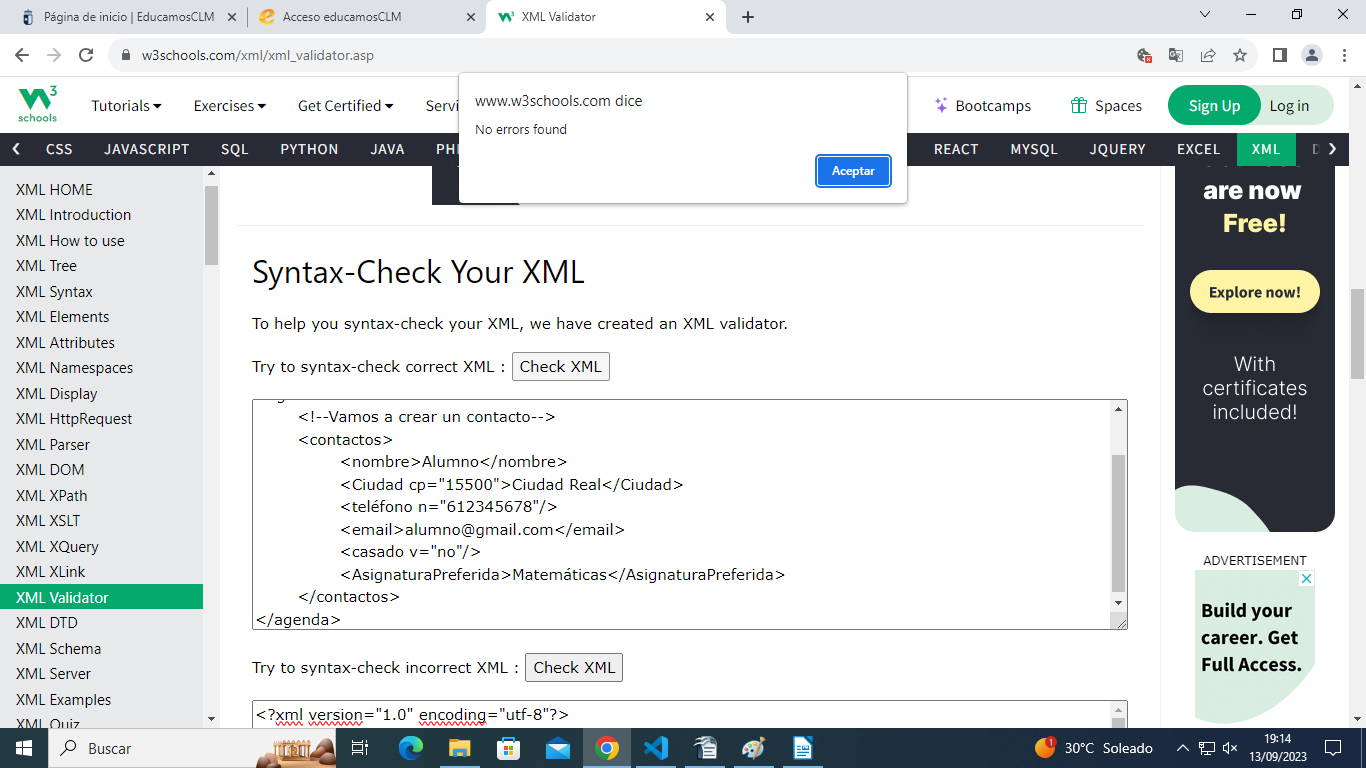 Página de inicio | EducamosCLM
Acceso educamosCLM
XML Validator
w3schools.com/xml/xml_validator.asp
www.w3schools.com dice
No errors found
Aceptar
3
schools
Tutorials
Exercises
Get Certified
Servi
Bootcamps
Spaces
Sign Up
Log in
CSS
JAVASCRIPT
SQL
PYTHON
JAVA
REACT
MYSQL
JQUERY
EXCEL
XML
XML HOME
XML Introduction
XML How to use
XML Tree
XML Syntax
XML Elements
XML Attributes
XML Namespaces
XML Display
XML HttpRequest
XML Parser
XML DOM
XML XPath
XML XSLT
XML XQuery
XML XLink
XML Validator
XML DTD
XML Schema
XML Server
XML Examples
XML Quiz
Syntax-Check Your XML
To help you syntax-check your XML, we have created an XML validator.
Try to syntax-check correct XML : Check XML
<!--Vamos a crear un contacto-->
<contactos>
<nombre>Alumno</nombre>
<Ciudad cp="15500">Ciudad Real</Ciudad>
<teléfono n="612345678"/>
<email>alumno@gmail.com</email>
<casado v="no"/>
<AsignaturaPreferida>Matemáticas</AsignaturaPreferida>
</contactos>
</agenda>
Try to syntax-check incorrect XML : Check XML
<?xml version="1.0" encoding="utf-8"?>
are now
Free!
Explore now!
With
certificates
included!
ADVERTISEMENT
Build your
career. Get
Full Access.
Buscar
1
30°C Soleado
19:14
13/09/2023